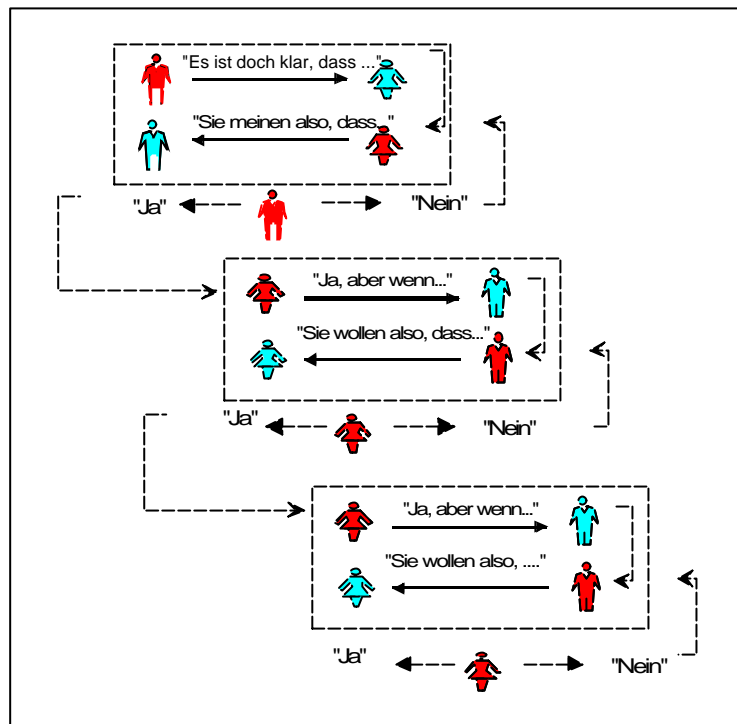 "Es ist doch klar, dass ..."
"Sie meinen also, dass..."
"Ja" "Nein"
"Ja, aber wenn..."
"Sie wollen also, dass..."
"Ja" "Nein"
"Ja, aber wenn..."
"Sie wollen also, ...."
"Ja" "Nein"